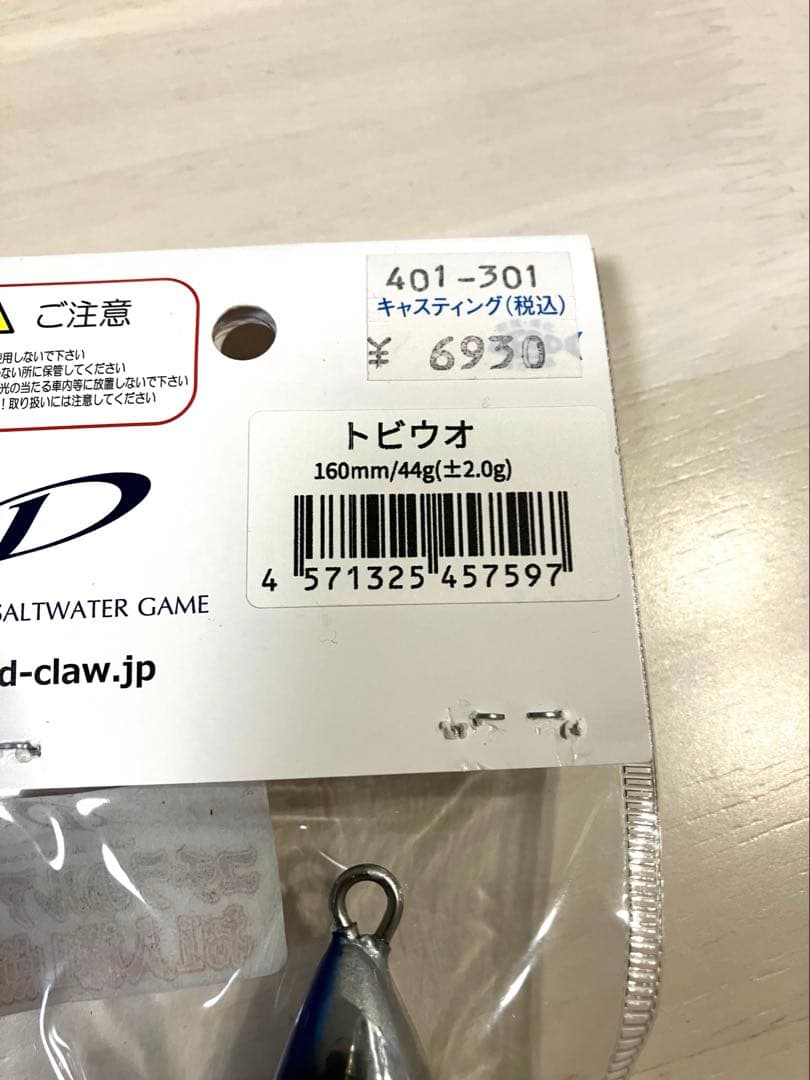 401-301
キャスティング(税込)
¥ 6930
ご注意
使用しないで下さい
ない所に保管してください
光の当たる車内等に放置しないで下さい
！取り扱いには注意してください
トビウオ
160mm/44g(±2.0g)
4 571325 457597
D
SALTWATER GAME
d-claw.jp